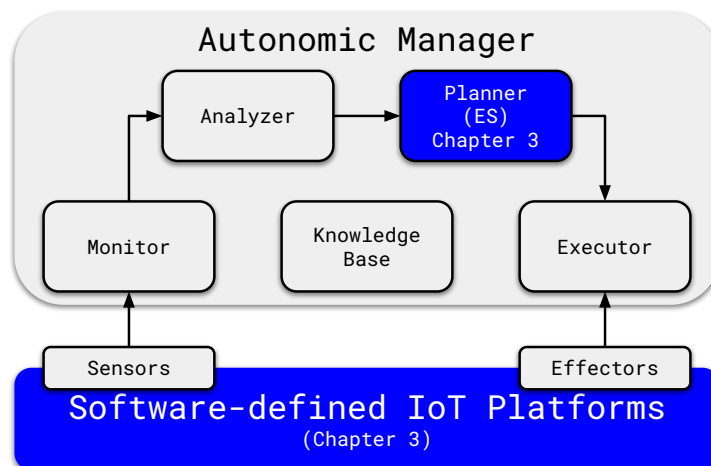 Autonomic Manager
Analyzer
Planner
(ES)
Chapter 3
Monitor
Knowledge
Base
Executor
Sensors
Effectors
Software-defined IoT Platforms
(Chapter 3)